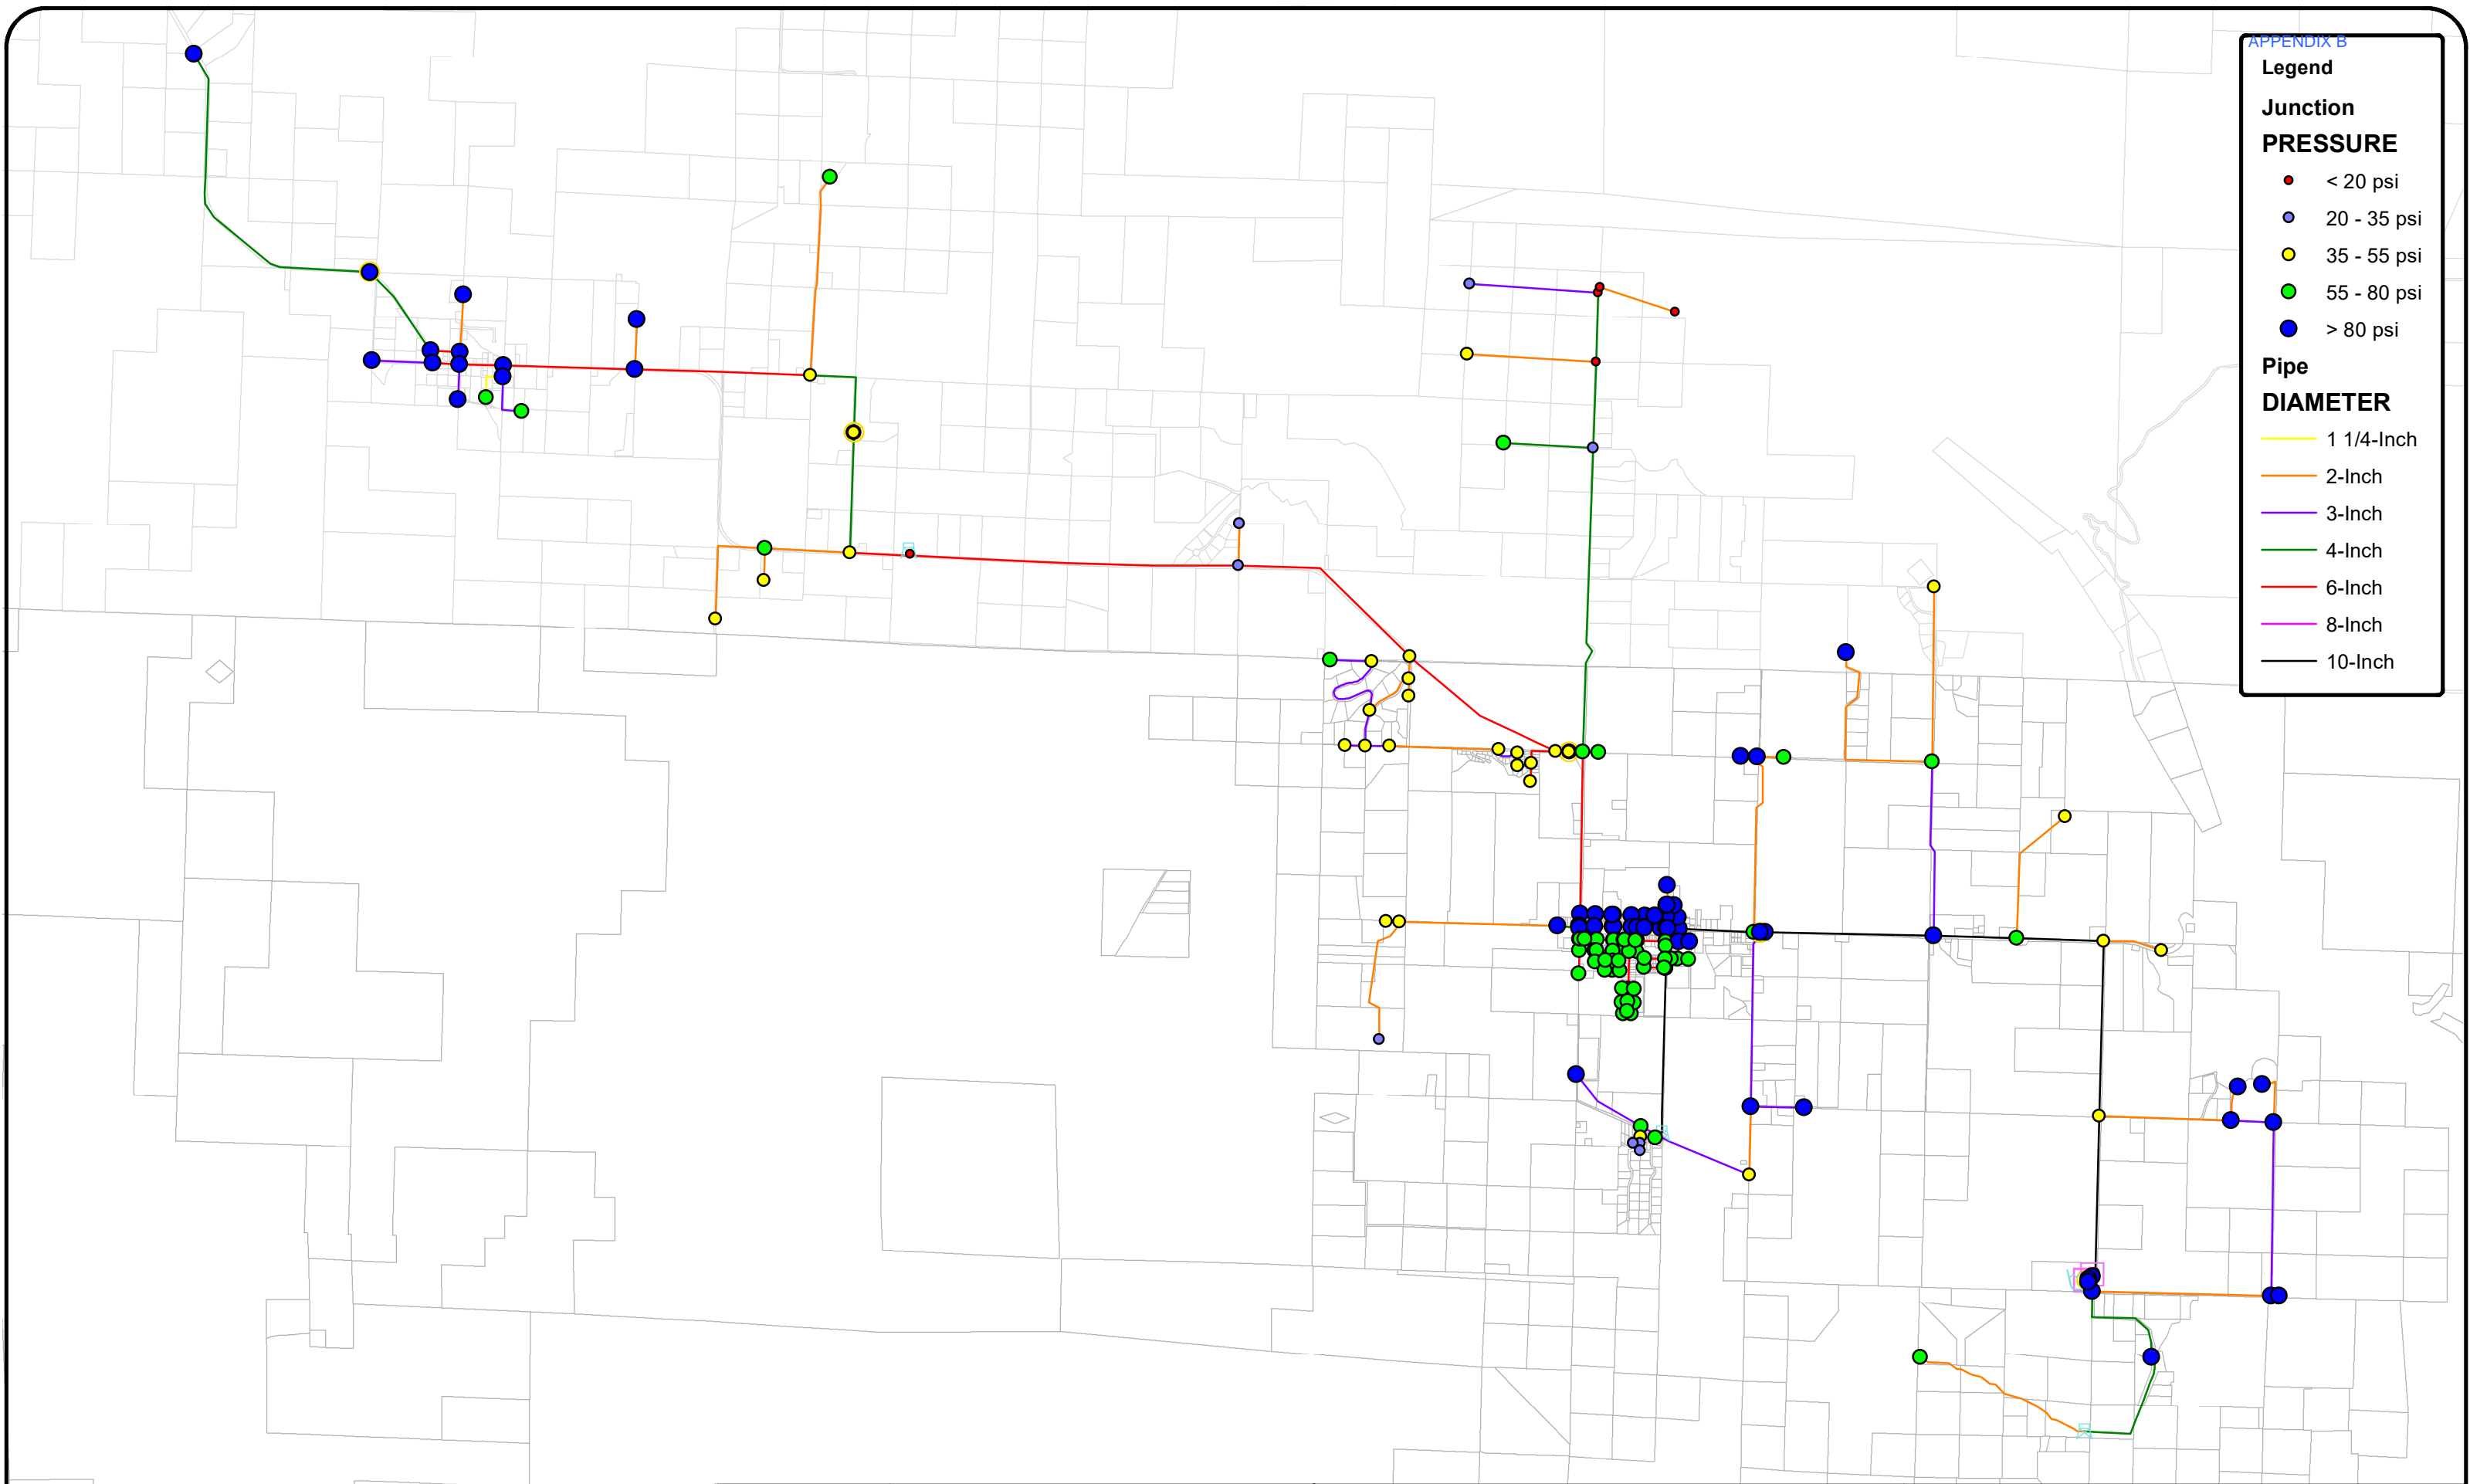 APPENDIX B
Legend
Junction
PRESSURE
< 20 psi
20 - 35 psi
35 - 55 psi
55 - 80 psi
> 80 psi
Pipe
DIAMETER
1 1/4-Inch
2-Inch
3-Inch
4-Inch
6-Inch
8-Inch
10-Inch